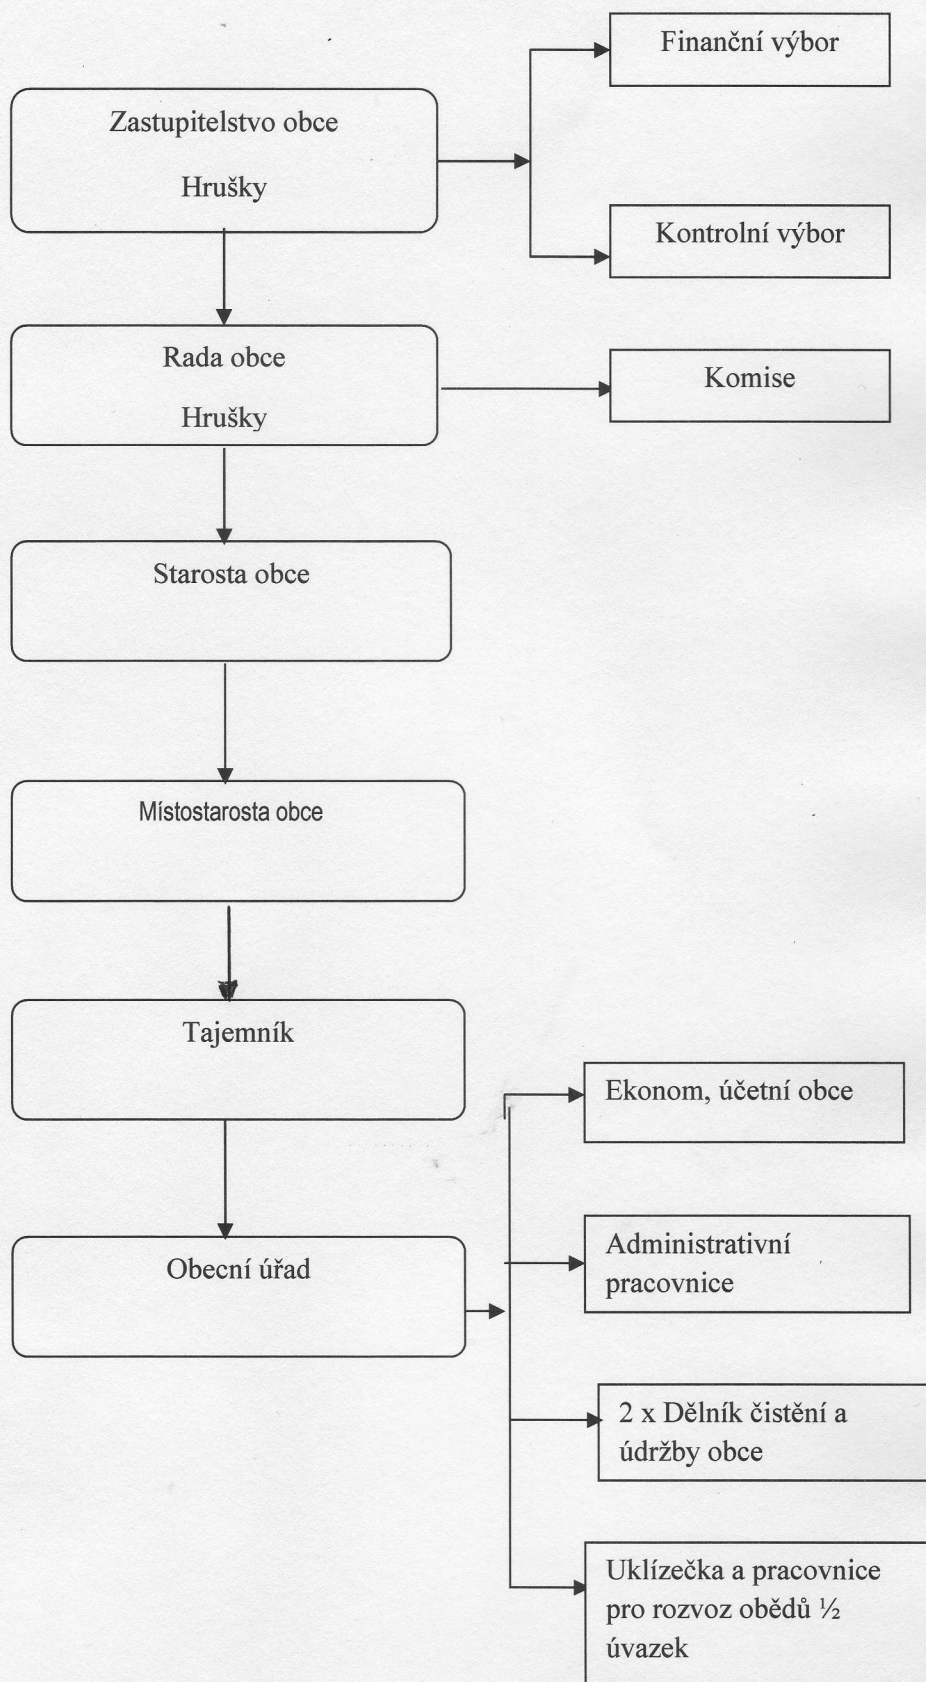 Finanční výbor
Zastupitelstvo obce
Hrušky
Kontrolní výbor
Rada obce
Hrušky
Komise
Starosta obce
Místostarosta obce
Tajemník
Ekonom, účetní obce
Obecní úřad
Administrativní
pracovnice
2 x Dělník čistění a
údržby obce
Uklízečka a pracovnice
pro rozvoz obědů ½
úvazek